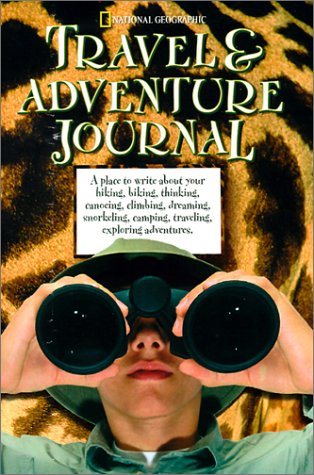 NATIONAL GEOGRAPHIC
TRAVEL &
ADVENTURE
JOURNAL
A place to write about your
hiking, biking, thinking,
canoeing, climbing, dreaming,
snorkeling, camping, traveling,
exploring adventures.